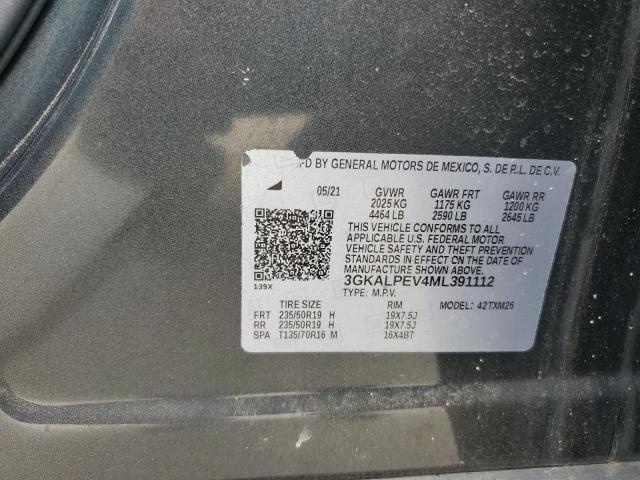 MFD BY GENERAL MOTORS DE MEXICO, S. DE R.L. DE C.V.
05/21 GVWR GAWR FRT GAWR RR
2025 KG 1175 KG 1200 KG
4464 LB 2590 LB 2645 LB
THIS VEHICLE CONFORMS TO ALL
APPLICABLE U.S. FEDERAL MOTOR
VEHICLE SAFETY AND THEFT PREVENTION
STANDARDS IN EFFECT ON THE DATE OF
MANUFACTURE SHOWN ABOVE.
139X 3GKALPEV4ML391112
TYPE: M.P.V.
TIRE SIZE RIM MODEL: 42TXM26
FRT 235/50R19 H 19X7.5J
RR 235/50R19 H 19X7.5J
SPA T135/70R16 M 16X4BT